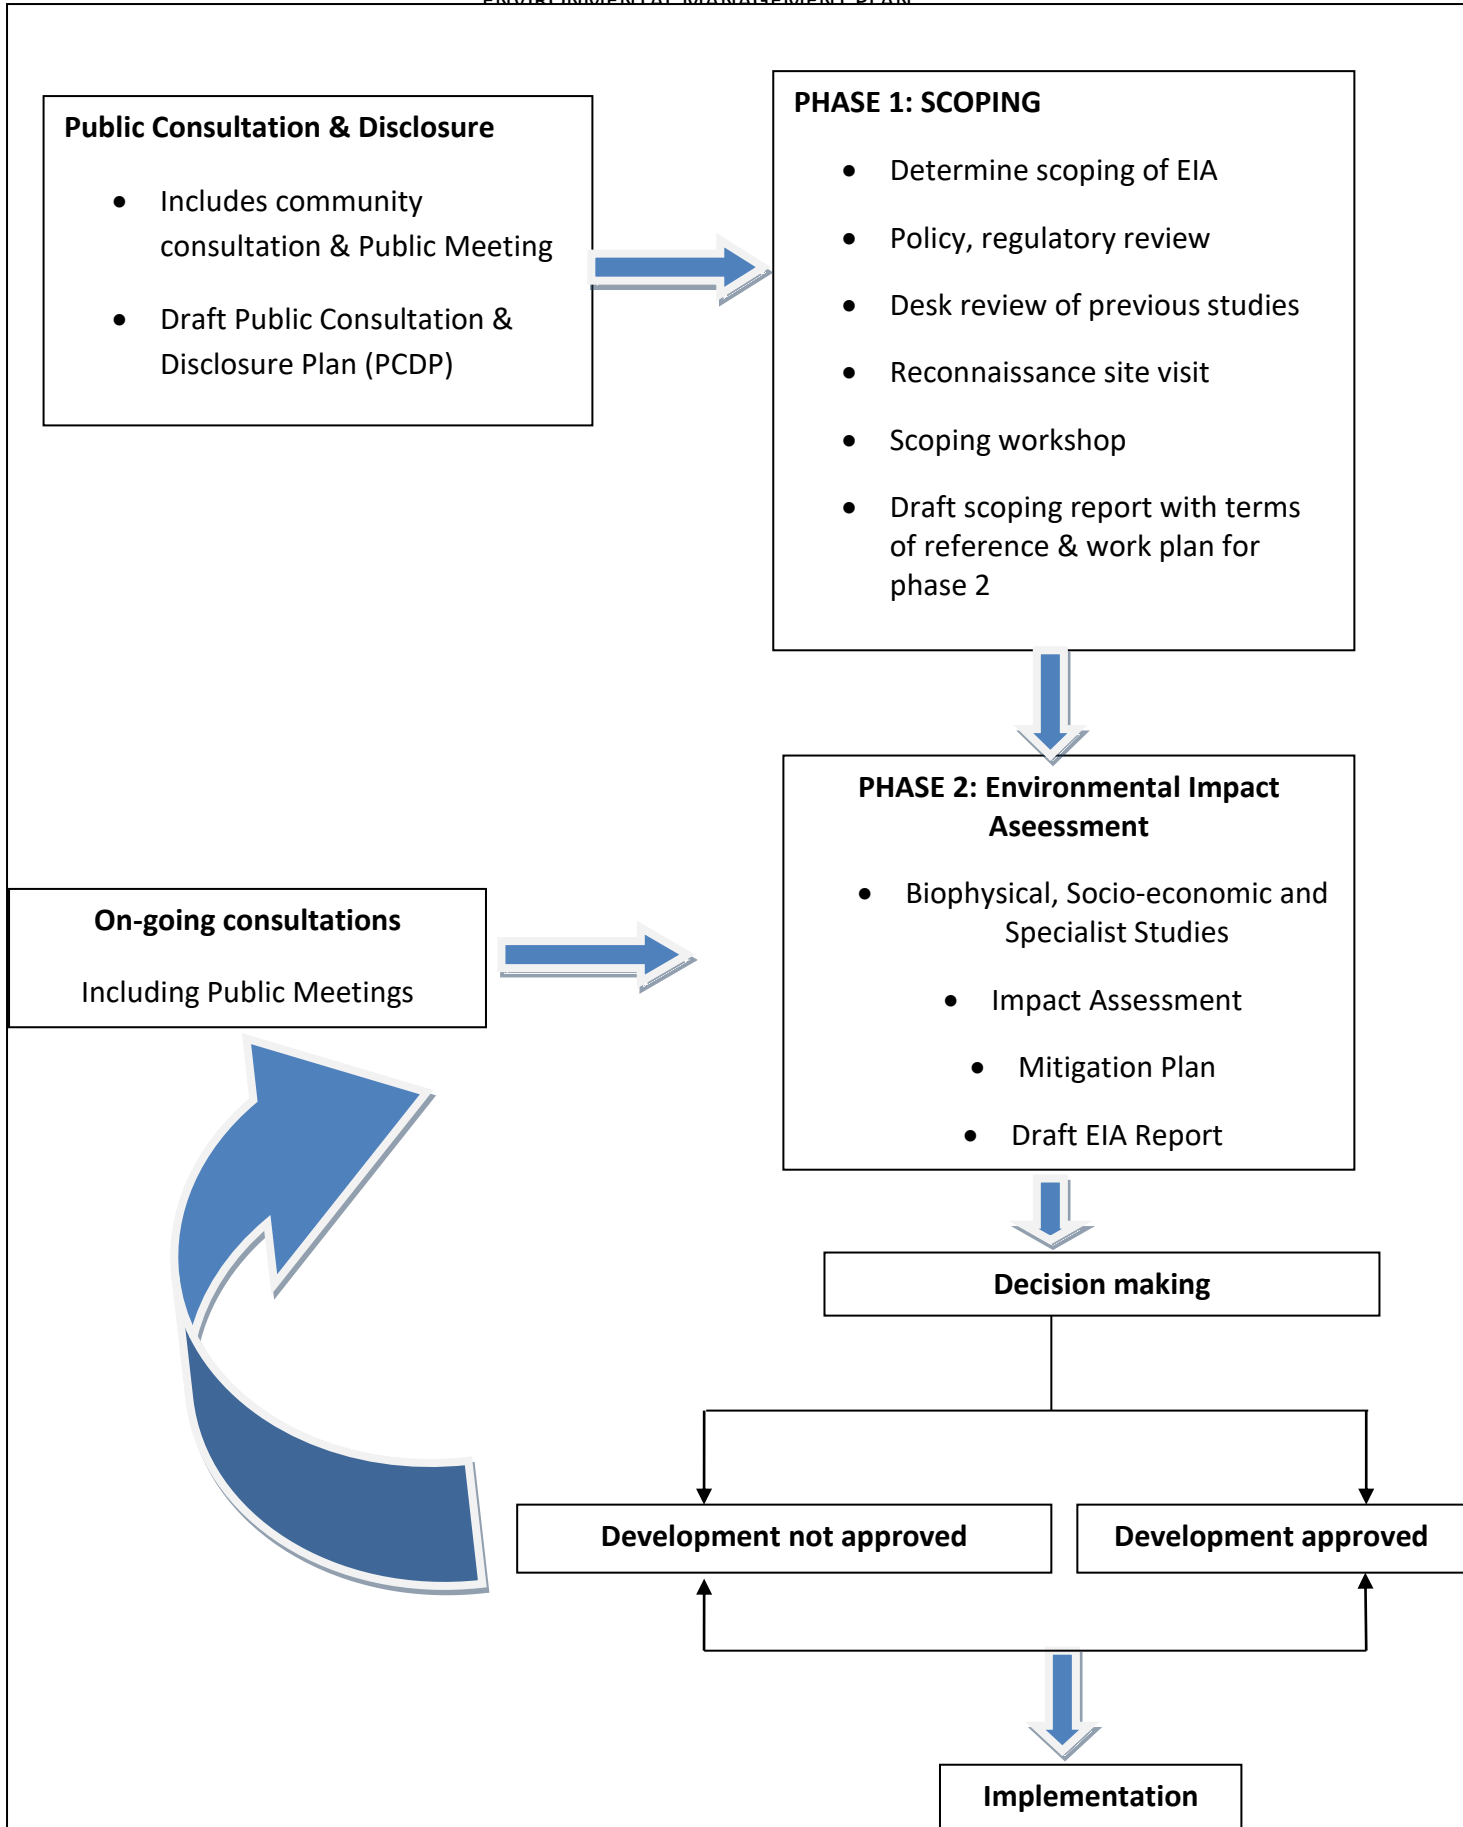 ENVIRONMENTAL MANAGEMENT PLAN
Public Consultation & Disclosure
• Includes community
consultation & Public Meeting
• Draft Public Consultation &
Disclosure Plan (PCDP)
PHASE 1: SCOPING
• Determine scoping of EIA
• Policy, regulatory review
• Desk review of previous studies
• Reconnaissance site visit
• Scoping workshop
• Draft scoping report with terms
of reference & work plan for
phase 2
PHASE 2: Environmental Impact
Aseessment
• Biophysical, Socio-economic and
Specialist Studies
• Impact Assessment
• Mitigation Plan
• Draft EIA Report
On-going consultations
Including Public Meetings
Decision making
Development not approved
Development approved
Implementation